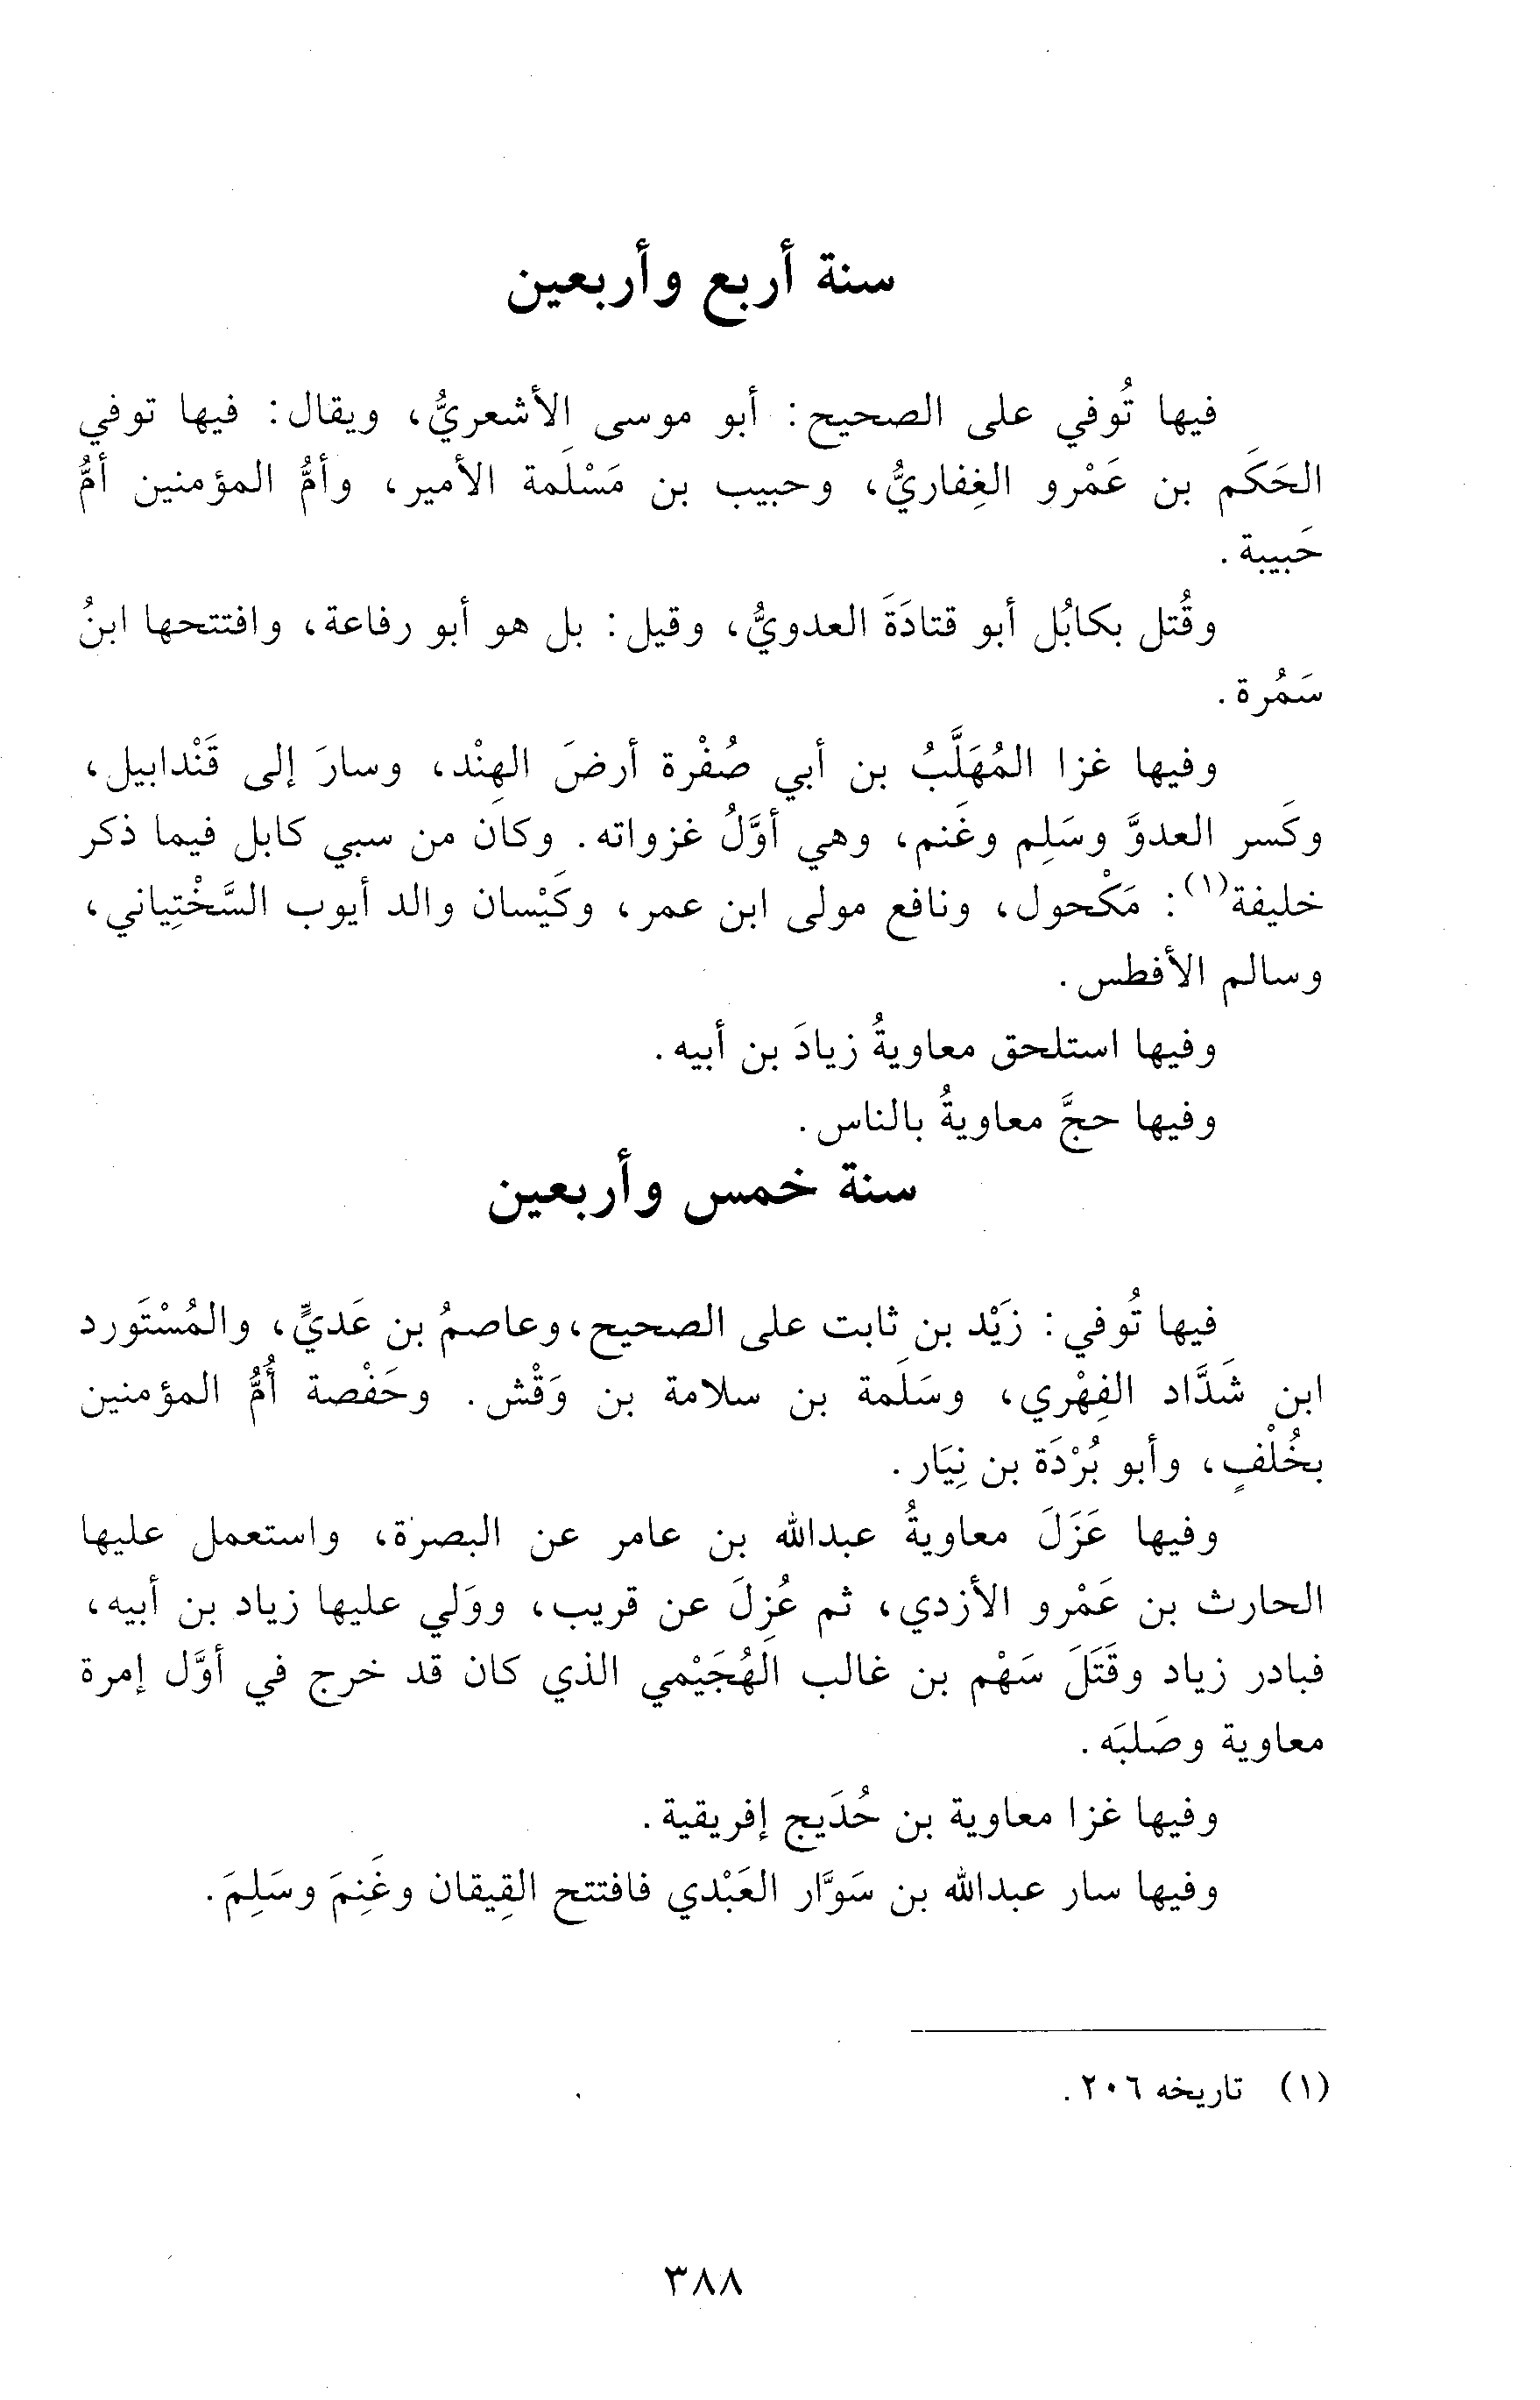 سنة أربع وأربعين
فيها تُوفي على الصحيح: أبو موسى الأشعريُّ، ويقال: فيها توفي
الحَكَم بن عَمْرو الغِفاريُّ، وحبيب بن مَسْلَمة الأمير، وأمُّ المؤمنين أمُّ
حَبيبة.
وقُتل بكابُل أبو قتادَةَ العدويُّ، وقيل: بل هو أبو رفاعة، وافتتحها ابنُ
سَمُرة.
وفيها غزا المُهَلَّبُ بن أبي صُفْرة أرضَ الهِنْد، وسارَ إلى قَنْدابيل،
وكَسر العدوَّ وسَلِم وغَنم، وهي أوَّلُ غزواته. وكان من سبي كابل فيما ذكر
خليفة(١): مَكْحول، ونافع مولى ابن عمر، وكَيْسان والد أيوب السَّخْتِياني،
وسالم الأفطس.
وفيها استلحق معاويةُ زيادَ بن أبيه.
وفيها حجَّ معاويةُ بالناس.
سنة خمس وأربعين
فيها تُوفي: زَيْد بن ثابت على الصحيح، وعاصمُ بن عَديٍّ، والمُسْتَورد
ابن شَدَّاد الفِهْري، وسَلَمة بن سلامة بن وَقْش. وحَفْصة أُمُّ المؤمنين
بخُلْفٍ، وأبو بُرْدَة بن نِيَار.
وفيها عَزَلَ معاويةُ عبدالله بن عامر عن البصرة، واستعمل عليها
الحارث بن عَمْرو الأزدي، ثم عُزِلَ عن قريب، ووَلي عليها زياد بن أبيه،
فبادر زياد وقَتَلَ سَهْم بن غالب الهُجَيْمي الذي كان قد خرج في أوَّل إمرة
معاوية وصَلبَه.
وفيها غزا معاوية بن حُدَيج إفريقية.
وفيها سار عبدالله بن سَوَّار العَبْدي فافتتح القِيقان وغَنِمَ وسَلِمَ.
(١) تاريخه ٢٠٦.
٣٨٨